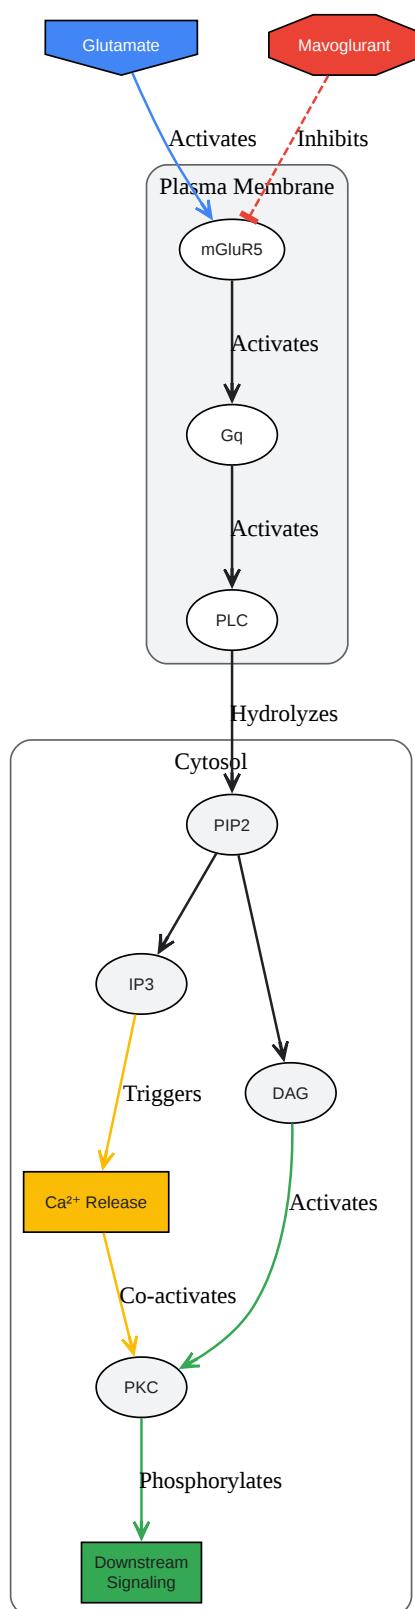 Glutamate
Mavoglurant
Activates
Inhibits
Plasma Membrane
mGluR5
Activates
Gq
Activates
PLC
Hydrolyzes
Cytosol
PIP2
IP3
DAG
Triggers
Ca²⁺ Release
Activates
Co-activates
PKC
Phosphorylates
Downstream
Signaling